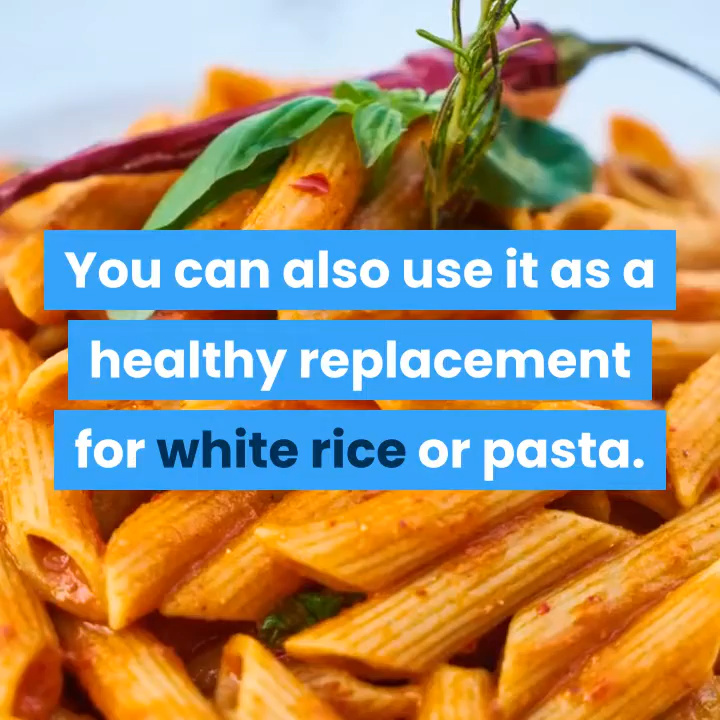 You can also use it as a
healthy replacement
for white rice or pasta.